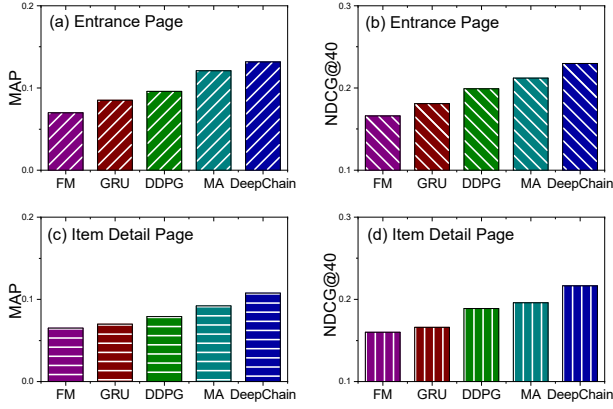 (a) Entrance Page
MAP
0.2
0.1
0.0
FM GRU DDPG MA DeepChain
(b) Entrance Page
NDCG@40
0.3
0.2
0.1
FM GRU DDPG MA DeepChain
(c) Item Detail Page
MAP
0.2
0.1
0.0
FM GRU DDPG MA DeepChain
(d) Item Detail Page
NDCG@40
0.3
0.2
0.1
FM GRU DDPG MA DeepChain